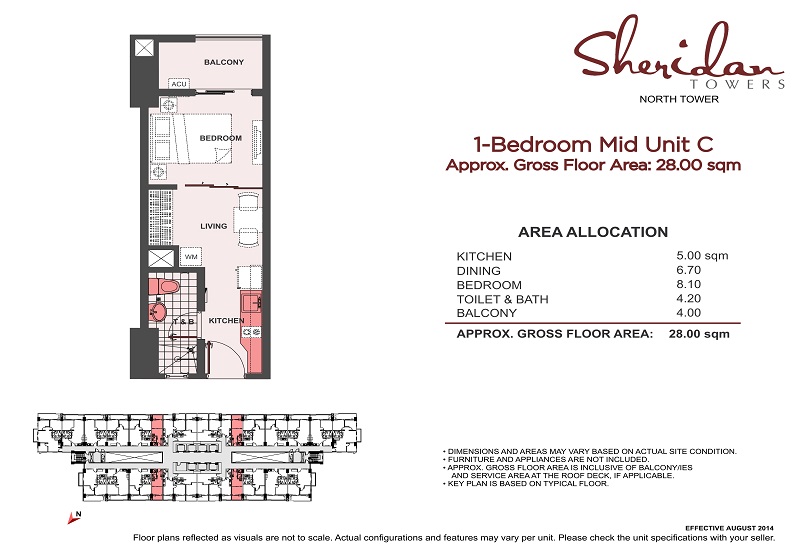 BALCONY
ACU
BEDROOM
LIVING
WM
T & B
KITCHEN
N
Sheridan
TOWERS
NORTH TOWER
1-Bedroom Mid Unit C
Approx. Gross Floor Area: 28.00 sqm
AREA ALLOCATION
KITCHEN 5.00 sqm
DINING 6.70
BEDROOM 8.10
TOILET & BATH 4.20
BALCONY 4.00
APPROX. GROSS FLOOR AREA: 28.00 sqm
• DIMENSIONS AND AREAS MAY VARY BASED ON ACTUAL SITE CONDITION.
• FURNITURE AND APPLIANCES ARE NOT INCLUDED.
• APPROX. GROSS FLOOR AREA IS INCLUSIVE OF BALCONY/IES
AND SERVICE AREA AT THE ROOF DECK, IF APPLICABLE.
• KEY PLAN IS BASED ON TYPICAL FLOOR.
EFFECTIVE AUGUST 2014
Floor plans reflected as visuals are not to scale. Actual configurations and features may vary per unit. Please check the unit specifications with your seller.